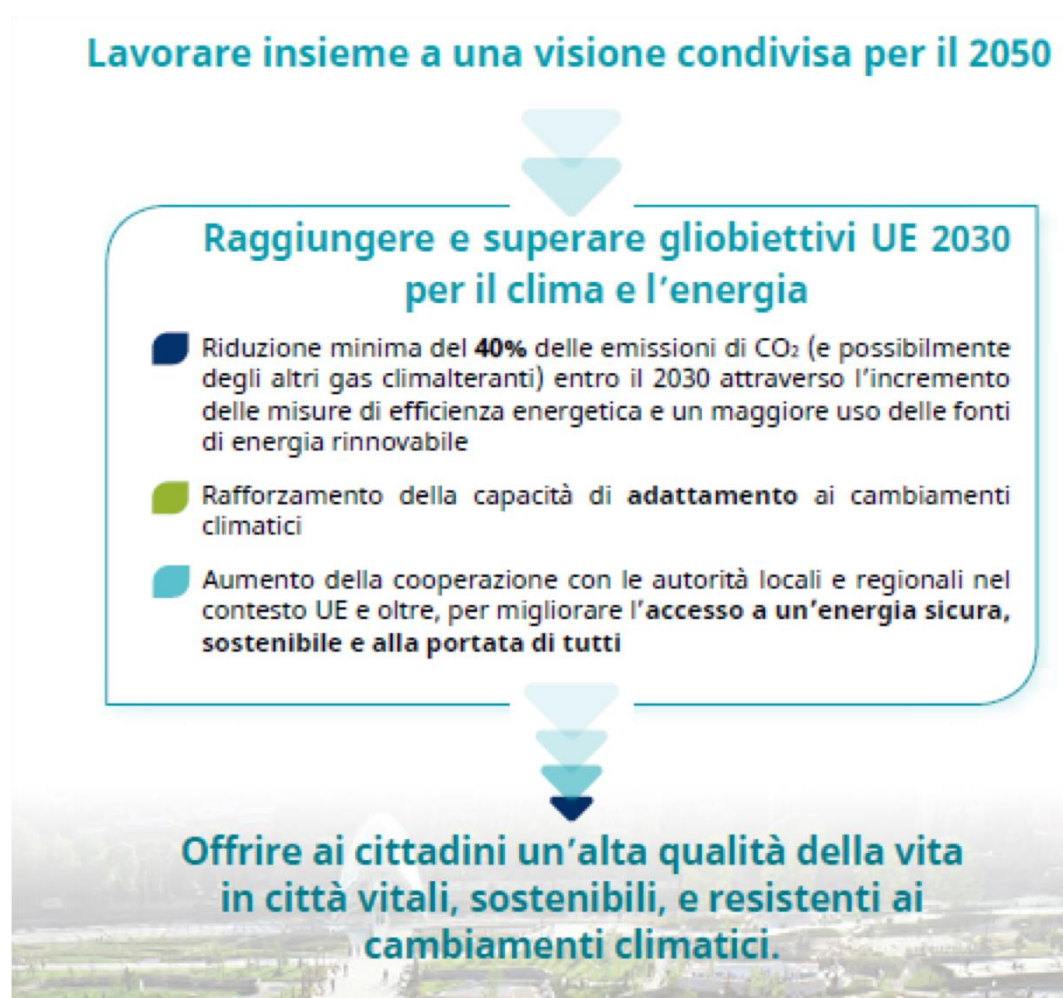 Lavorare insieme a una visione condivisa per il 2050
Raggiungere e superare gliobiettivi UE 2030
per il clima e l’energia
Riduzione minima del 40% delle emissioni di CO₂ (e possibilmente
degli altri gas climalteranti) entro il 2030 attraverso l’incremento
delle misure di efficienza energetica e un maggiore uso delle fonti
di energia rinnovabile
Rafforzamento della capacità di adattamento ai cambiamenti
climatici
Aumento della cooperazione con le autorità locali e regionali nel
contesto UE e oltre, per migliorare l’accesso a un’energia sicura,
sostenibile e alla portata di tutti
Offrire ai cittadini un’alta qualità della vita
in città vitali, sostenibili, e resistenti ai
cambiamenti climatici.